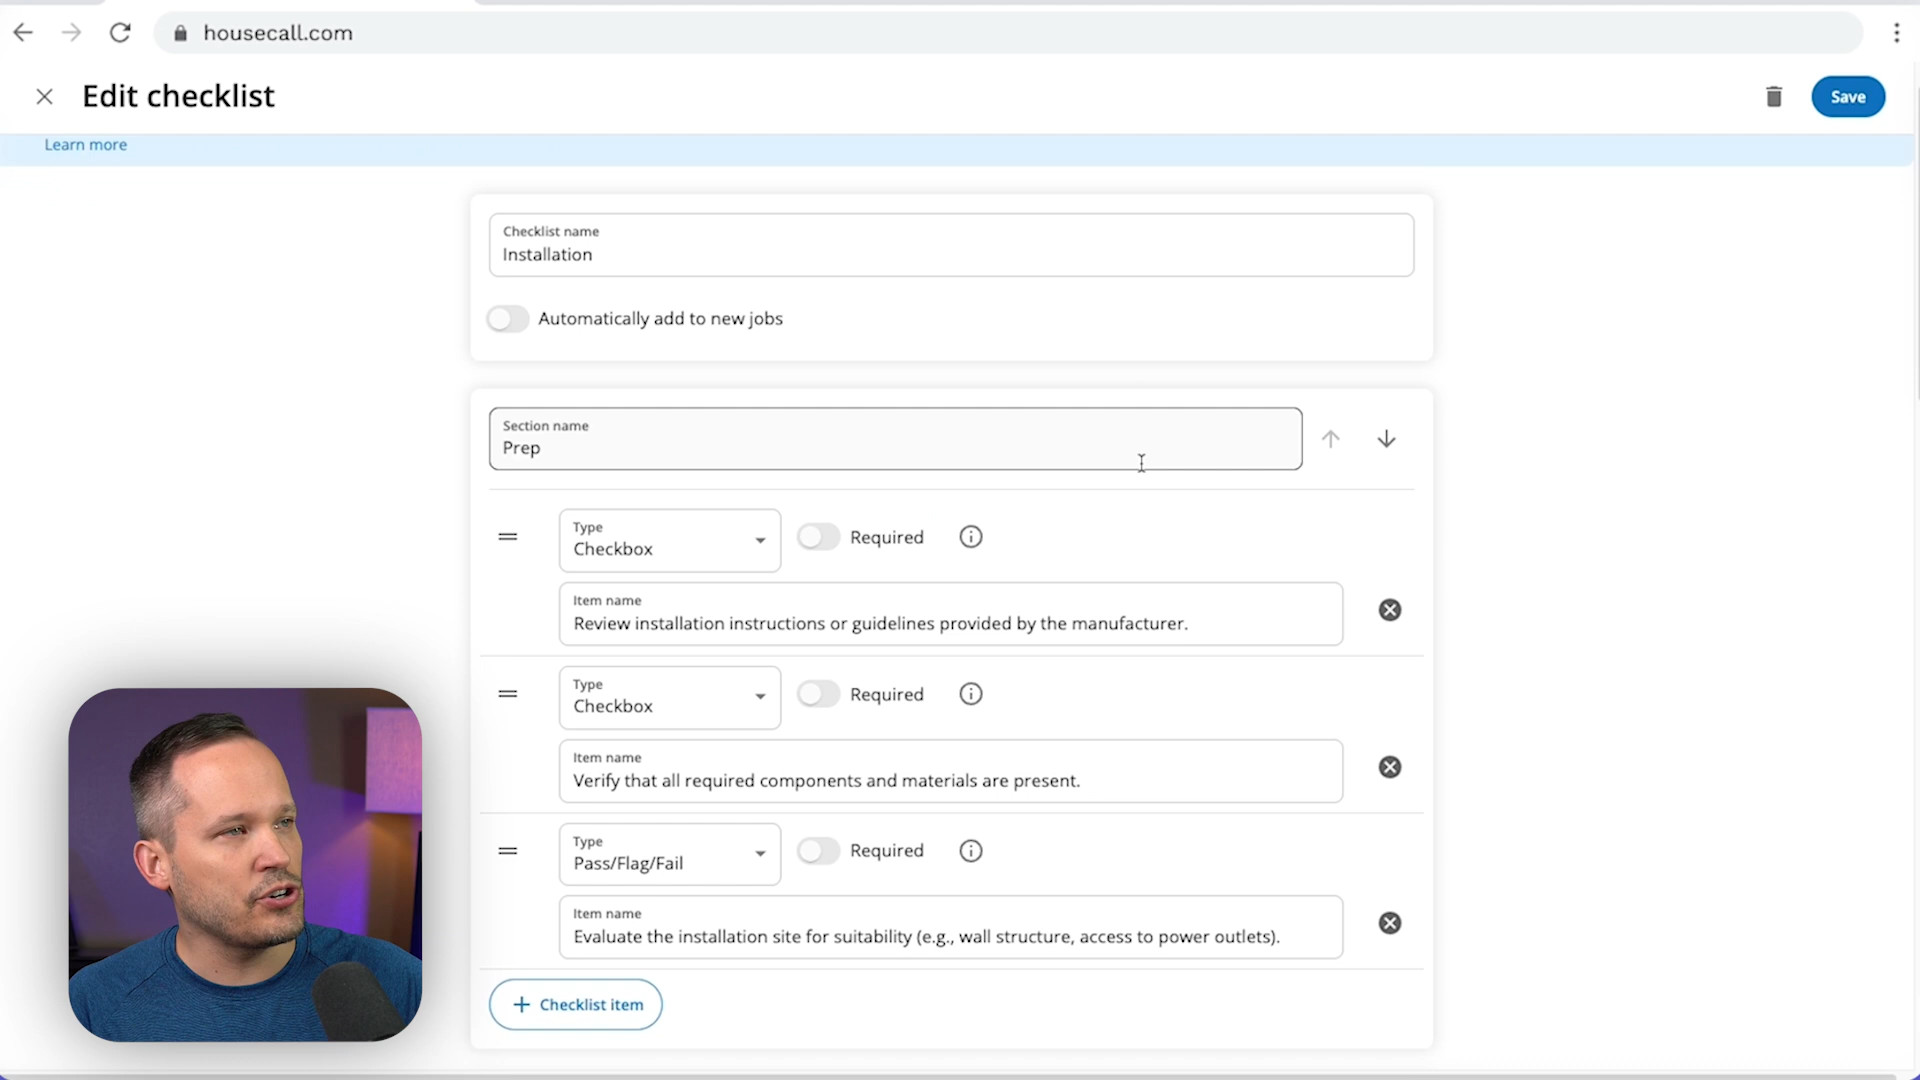 housecall.com
Edit checklist
Save
Learn more
Checklist name
Installation
Automatically add to new jobs
Section name
Prep
Type
Checkbox
Required
Item name
Review installation instructions or guidelines provided by the manufacturer.
Type
Checkbox
Required
Item name
Verify that all required components and materials are present.
Type
Pass/Flag/Fail
Required
Item name
Evaluate the installation site for suitability (e.g., wall structure, access to power outlets).
+ Checklist item